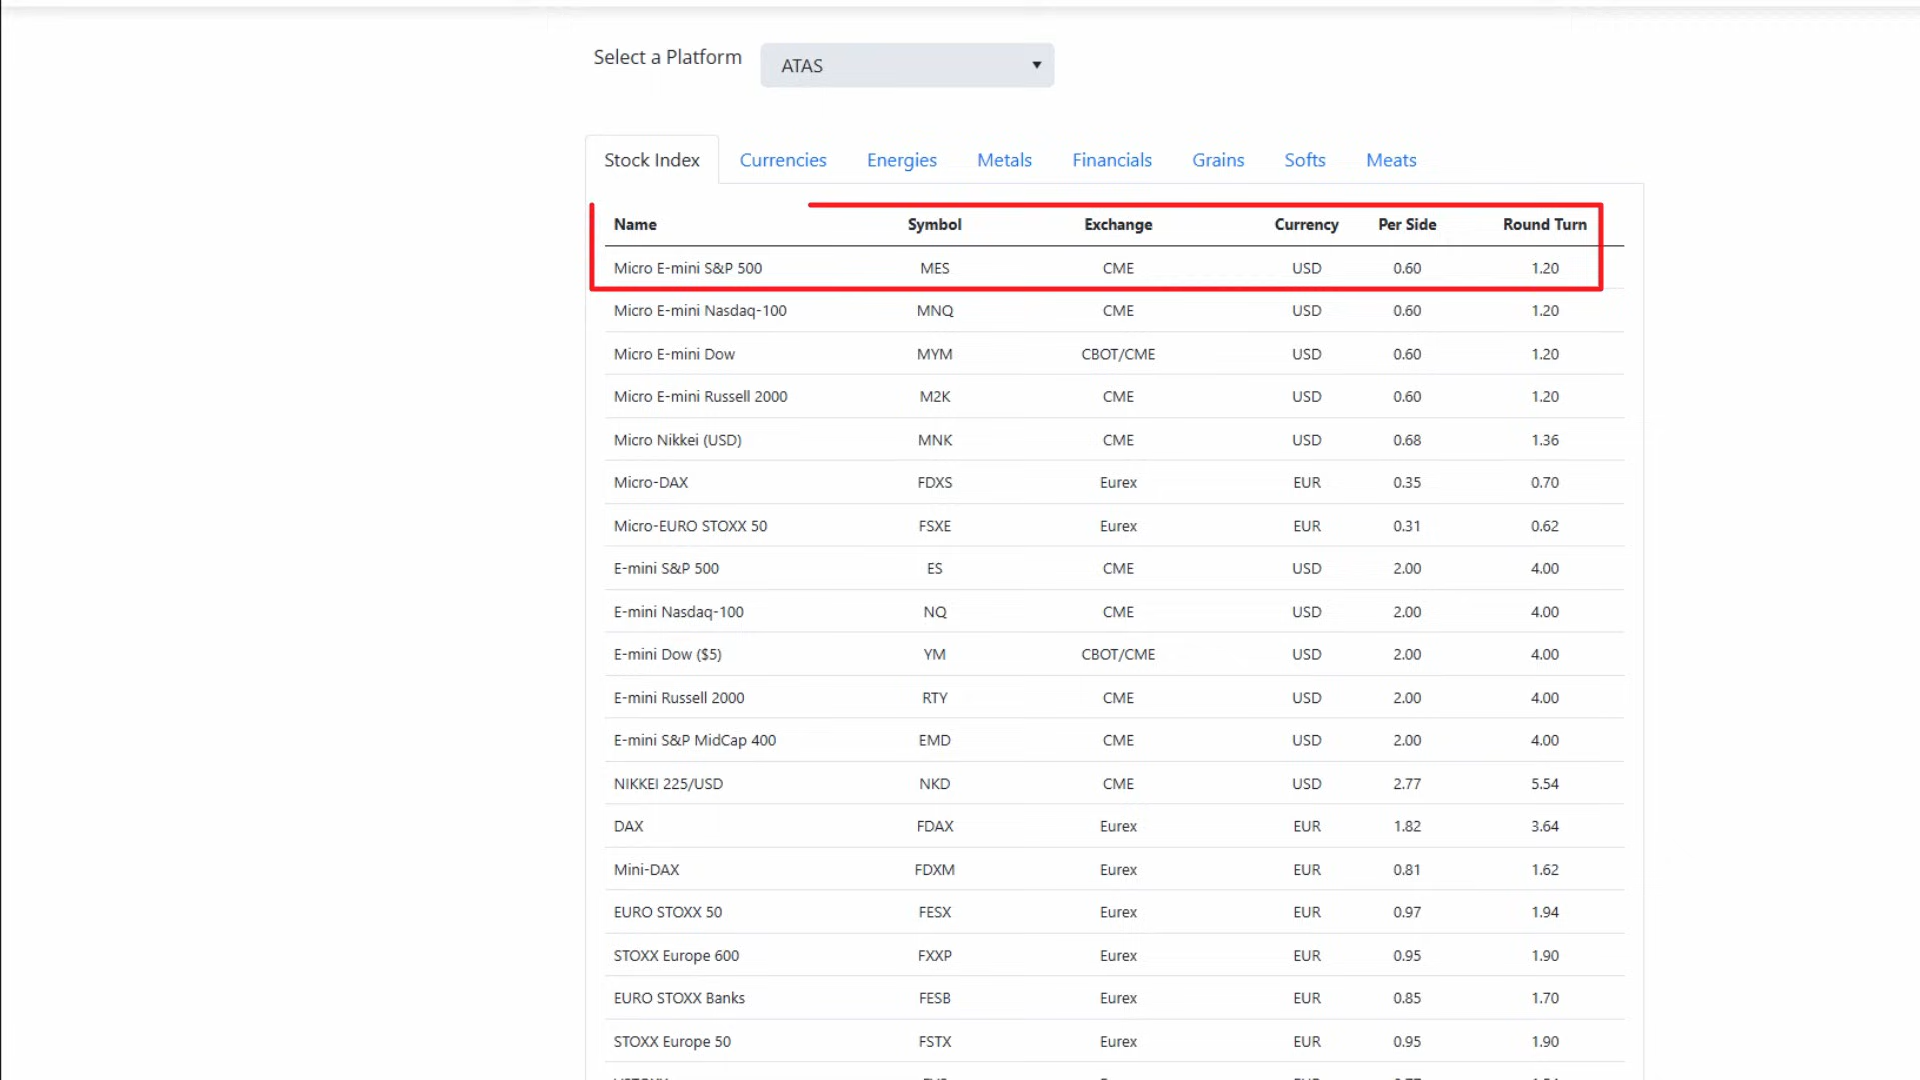 Select a Platform ATAS
Stock Index Currencies Energies Metals Financials Grains Softs Meats
Name Symbol Exchange Currency Per Side Round Turn
Micro E-mini S&P 500 MES CME USD 0.60 1.20
Micro E-mini Nasdaq-100 MNQ CME USD 0.60 1.20
Micro E-mini Dow MYM CBOT/CME USD 0.60 1.20
Micro E-mini Russell 2000 M2K CME USD 0.60 1.20
Micro Nikkei (USD) MNK CME USD 0.68 1.36
Micro-DAX FDXS Eurex EUR 0.35 0.70
Micro-EURO STOXX 50 FSXE Eurex EUR 0.31 0.62
E-mini S&P 500 ES CME USD 2.00 4.00
E-mini Nasdaq-100 NQ CME USD 2.00 4.00
E-mini Dow ($5) YM CBOT/CME USD 2.00 4.00
E-mini Russell 2000 RTY CME USD 2.00 4.00
E-mini S&P MidCap 400 EMD CME USD 2.00 4.00
NIKKEI 225/USD NKD CME USD 2.77 5.54
DAX FDAX Eurex EUR 1.82 3.64
Mini-DAX FDXM Eurex EUR 0.81 1.62
EURO STOXX 50 FESX Eurex EUR 0.97 1.94
STOXX Europe 600 FXXP Eurex EUR 0.95 1.90
EURO STOXX Banks FESB Eurex EUR 0.85 1.70
STOXX Europe 50 FSTX Eurex EUR 0.95 1.90